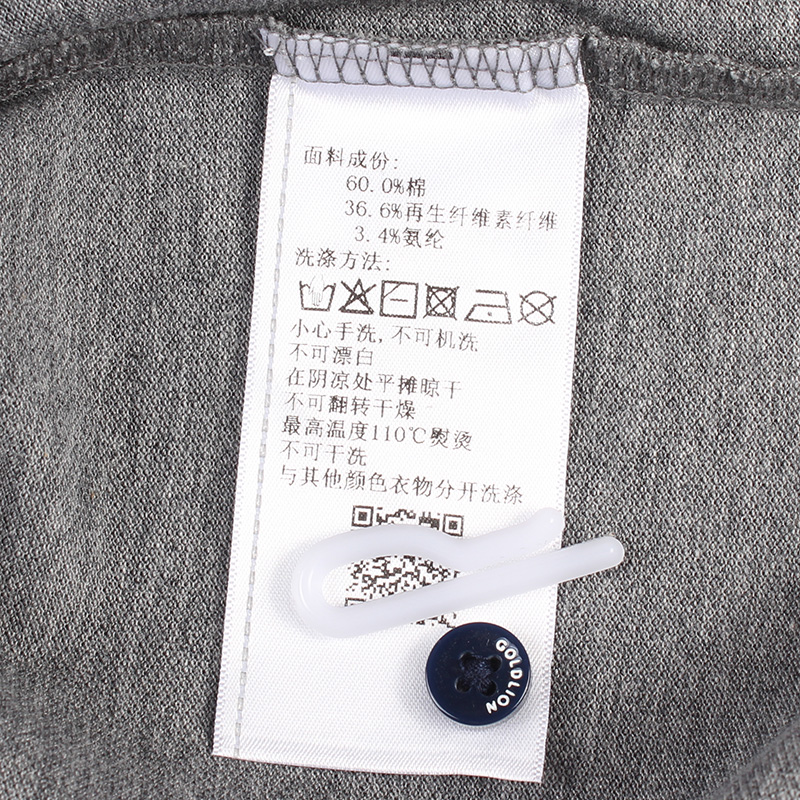 面料成份:
60.0%棉
36.6%再生纤维素纤维
3.4%氨纶
洗涤方法:
小心手洗,不可机洗
不可漂白
在阴凉处平摊晾干
不可翻转干燥
最高温度110℃熨烫
不可干洗
与其他颜色衣物分开洗涤
GOLDLION